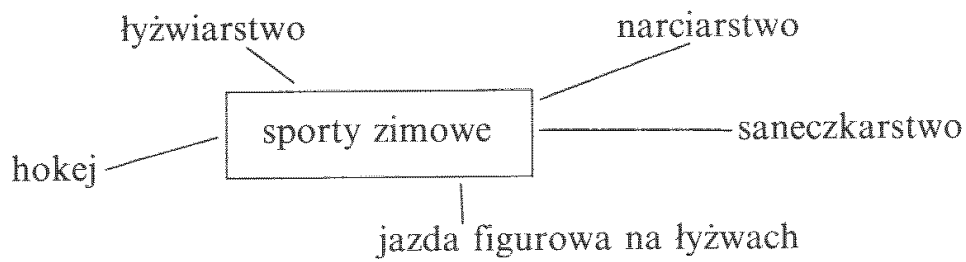 łyżwiarstwo
narciarstwo
sporty zimowe
saneczkarstwo
hokej
jazda figurowa na łyżwach